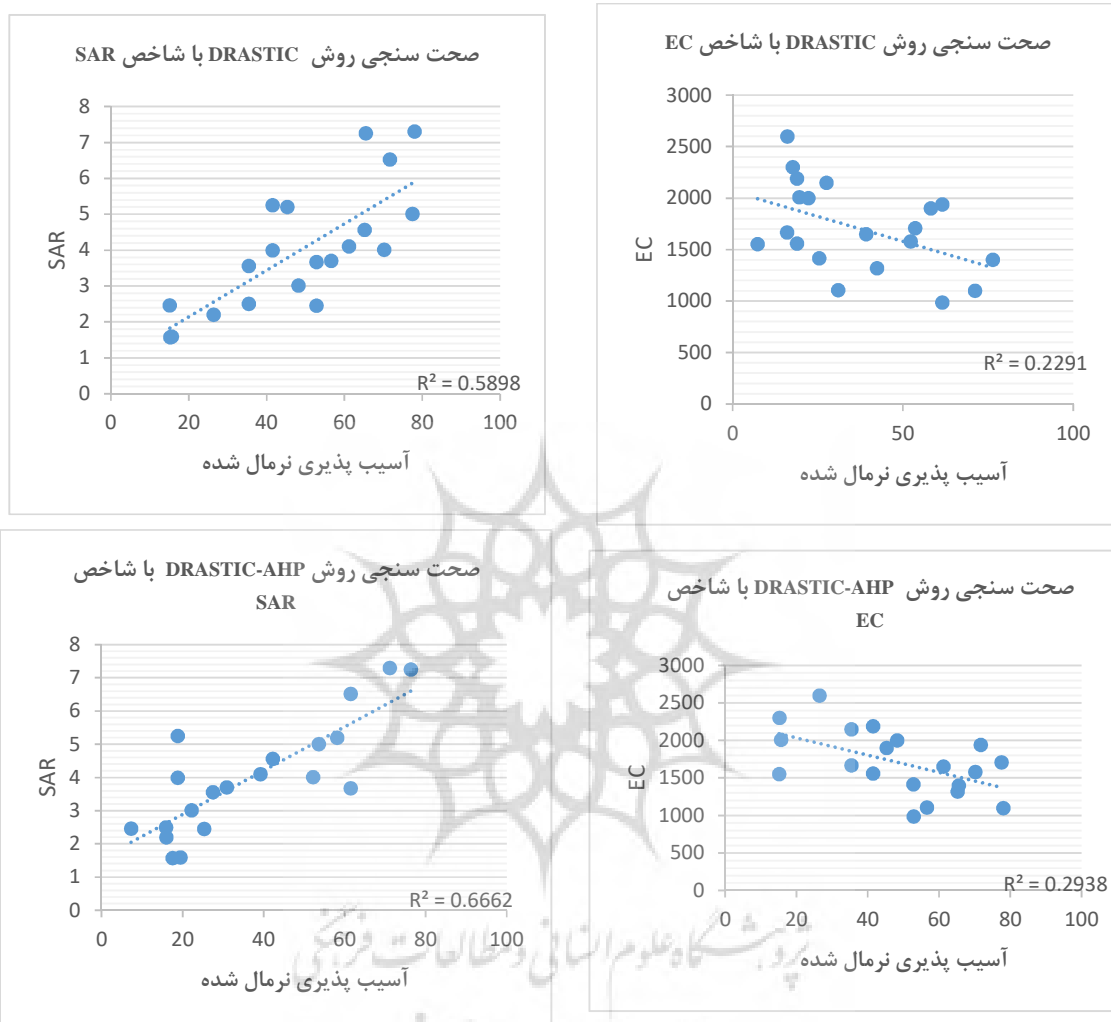 صحت سنجی روش DRASTIC با شاخص SAR
SAR
8
7
6
5
4
3
2
1
0
R² = 0.5898
0 20 40 60 80 100
آسیب پذیری نرمال شده
صحت سنجی روش DRASTIC با شاخص EC
EC
3000
2500
2000
1500
1000
500
0
R² = 0.2291
0 50 100
آسیب پذیری نرمال شده
صحت سنجی روش DRASTIC-AHP با شاخص
SAR
SAR
8
7
6
5
4
3
2
1
0
R² = 0.6662
0 20 40 60 80 100
آسیب پذیری نرمال شده
صحت سنجی روش DRASTIC-AHP با شاخص
EC
EC
3000
2500
2000
1500
1000
500
0
R² = 0.2938
0 20 40 60 80 100
آسیب پذیری نرمال شده
پژوهشگاه علوم انسانی و مطالعات فرهنگی